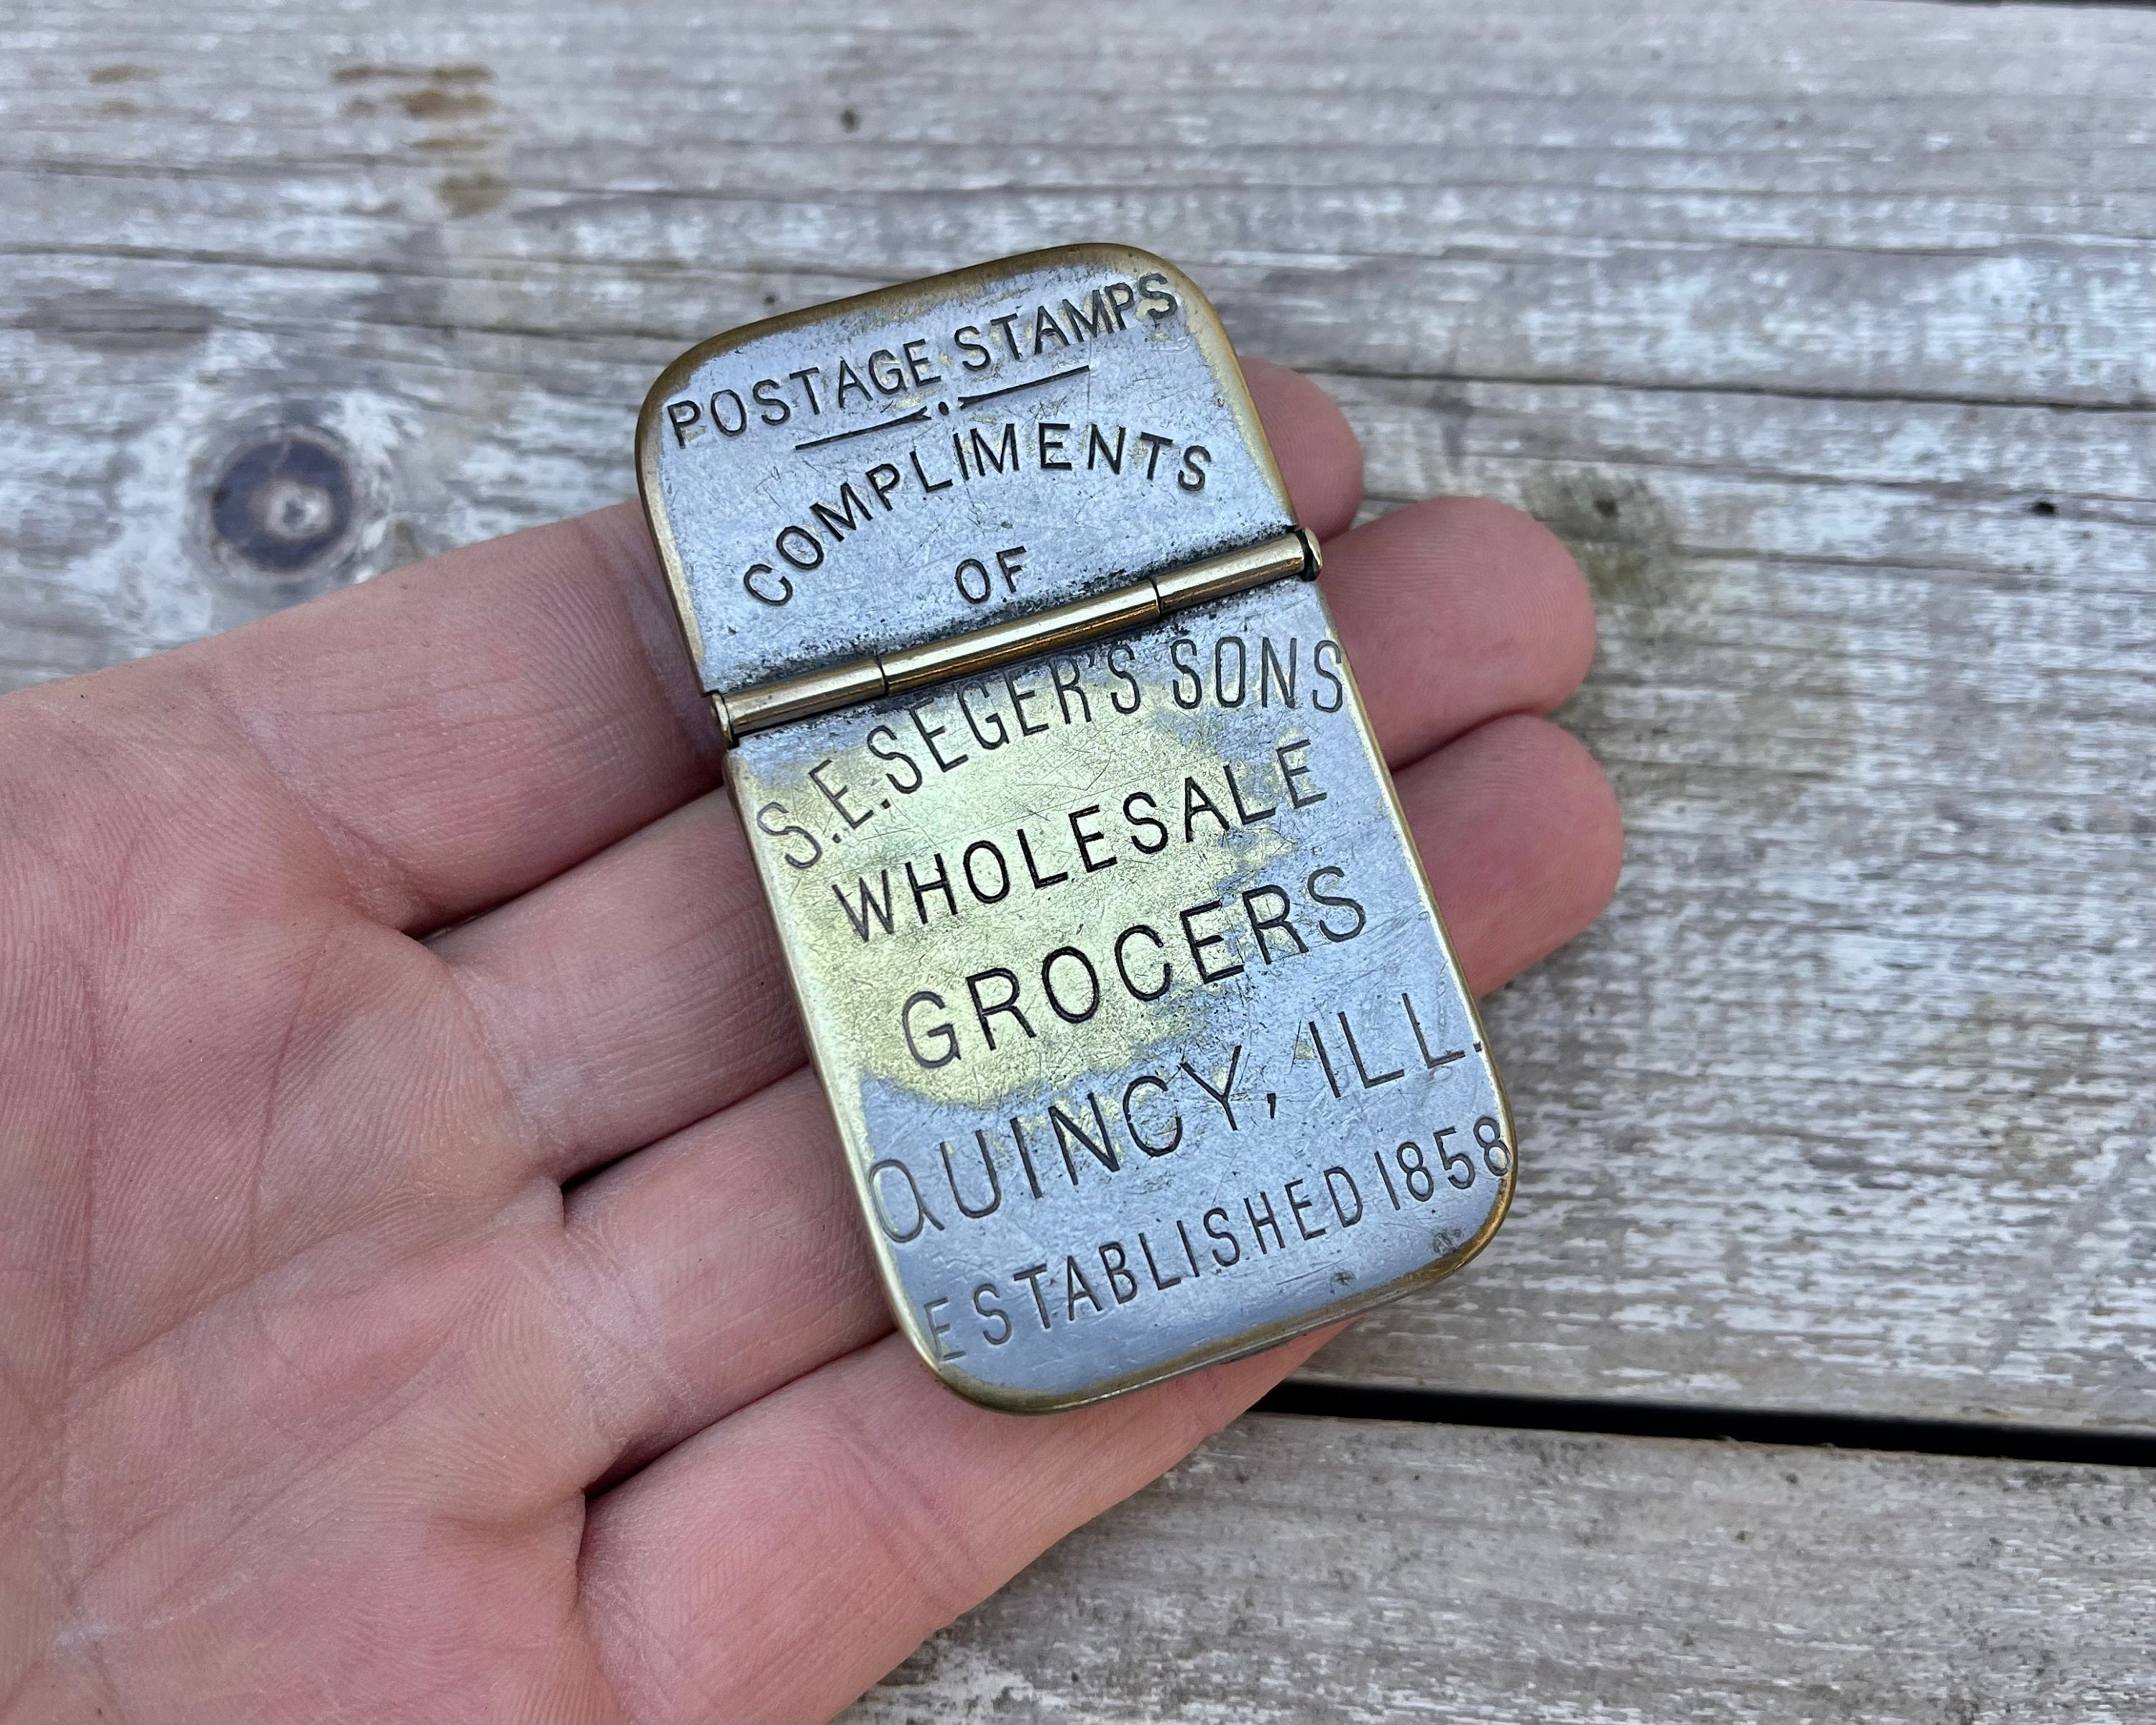 POSTAGE STAMPS
COMPLIMENTS
OF
S.E.SEGER'S SONS
WHOLESALE
GROCERS
QUINCY, ILL.
ESTABLISHED 1858